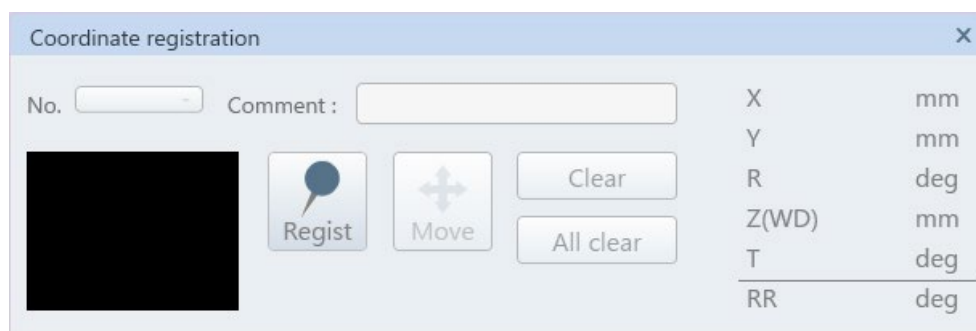 Coordinate registration
No.
Comment :
Regist
Move
Clear
All clear
X mm
Y mm
R deg
Z(WD) mm
T deg
RR deg